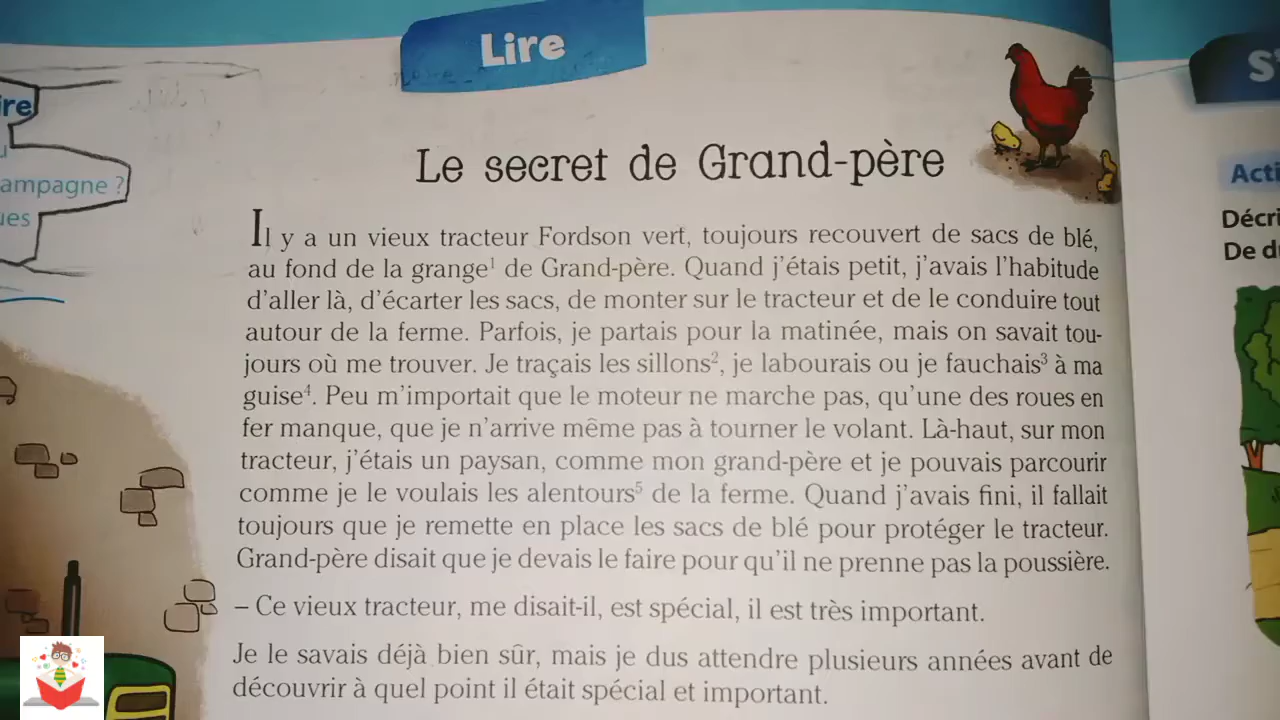 Lire
S'
ire
ampagne ?
ues
Le secret de Grand-père
Il y a un vieux tracteur Fordson vert, toujours recouvert de sacs de blé,
au fond de la grange¹ de Grand-père. Quand j'étais petit, j'avais l'habitude
d'aller là, d'écarter les sacs, de monter sur le tracteur et de le conduire tout
autour de la ferme. Parfois, je partais pour la matinée, mais on savait tou-
jours où me trouver. Je traçais les sillons², je labourais ou je fauchais³ à ma
guise⁴. Peu m'importait que le moteur ne marche pas, qu'une des roues en
fer manque, que je n'arrive même pas à tourner le volant. Là-haut, sur mon
tracteur, j'étais un paysan, comme mon grand-père et je pouvais parcourir
comme je le voulais les alentours⁵ de la ferme. Quand j'avais fini, il fallait
toujours que je remette en place les sacs de blé pour protéger le tracteur.
Grand-père disait que je devais le faire pour qu'il ne prenne pas la poussière.
– Ce vieux tracteur, me disait-il, est spécial, il est très important.
Je le savais déjà bien sûr, mais je dus attendre plusieurs années avant de
découvrir à quel point il était spécial et important.
Acti
Décri
De d